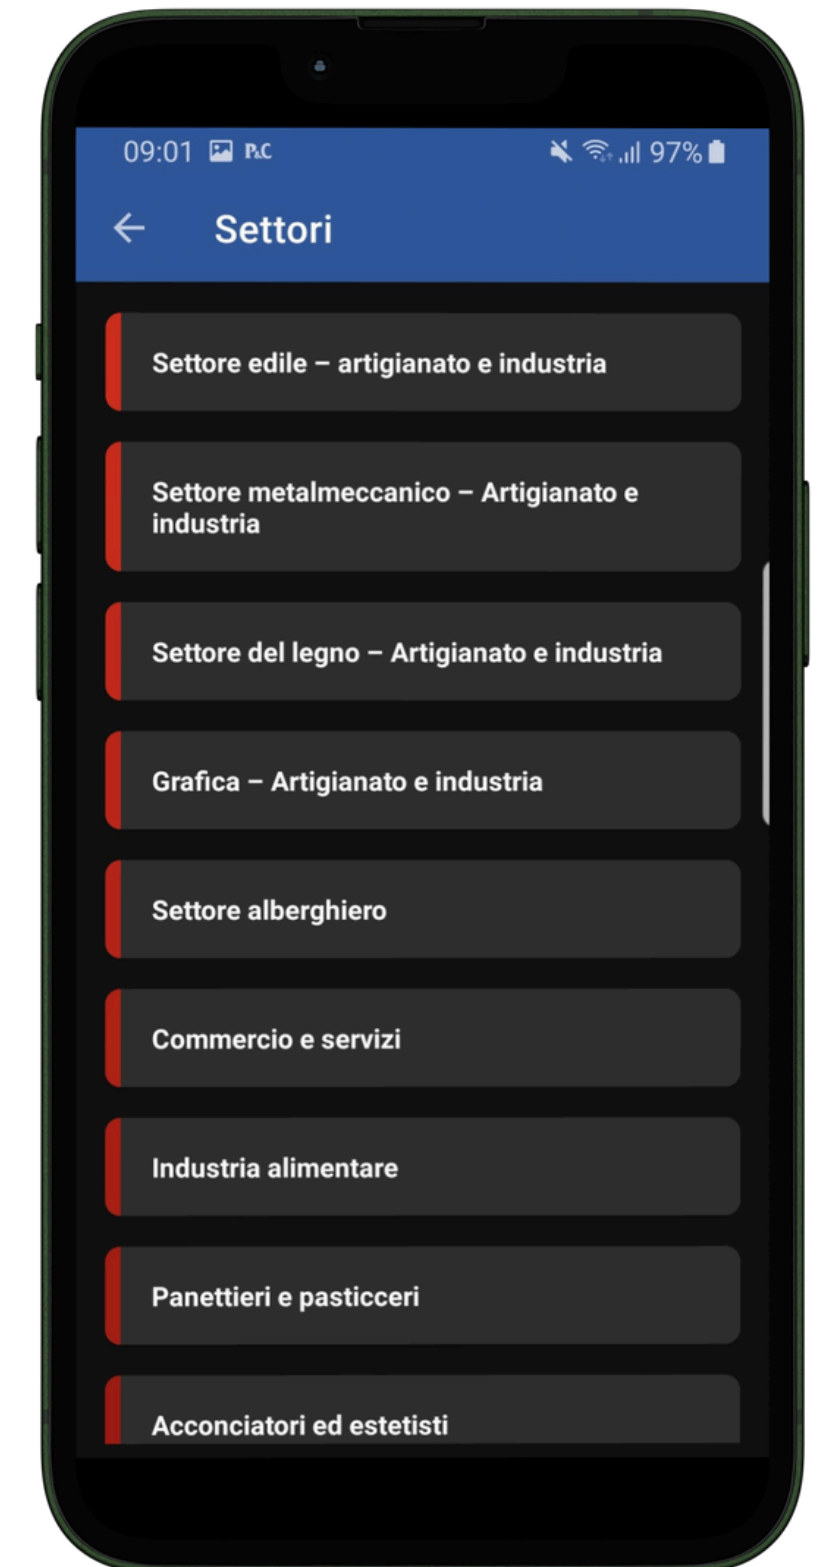 09:01 P&C 97%
Settori
Settore edile – artigianato e industria
Settore metalmeccanico – Artigianato e
industria
Settore del legno – Artigianato e industria
Grafica – Artigianato e industria
Settore alberghiero
Commercio e servizi
Industria alimentare
Panettieri e pasticceri
Acconciatori ed estetisti